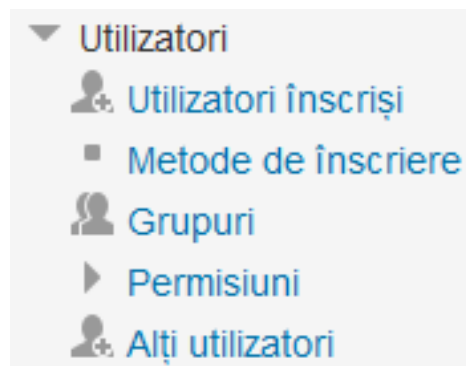 Utilizatori
Utilizatori înscriși
Metode de înscriere
Grupuri
Permisiuni
Alți utilizatori